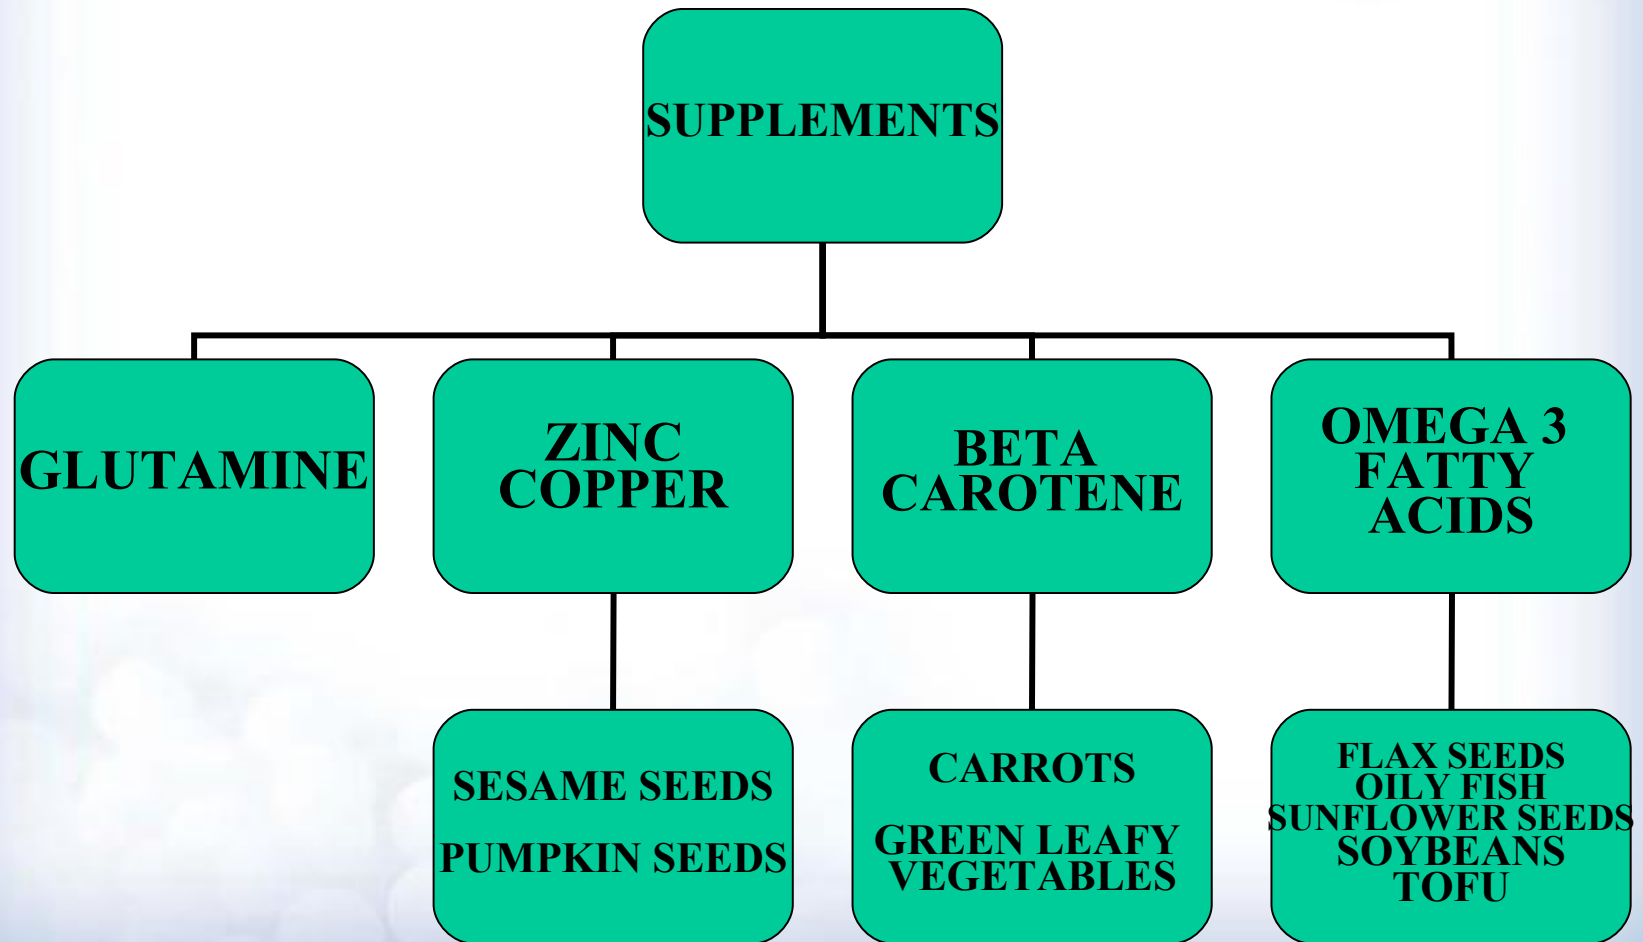 SUPPLEMENTS
GLUTAMINE
ZINC
COPPER
BETA
CAROTENE
OMEGA 3
FATTY
ACIDS
SESAME SEEDS
PUMPKIN SEEDS
CARROTS
GREEN LEAFY
VEGETABLES
FLAX SEEDS
OILY FISH
SUNFLOWER SEEDS
SOYBEANS
TOFU